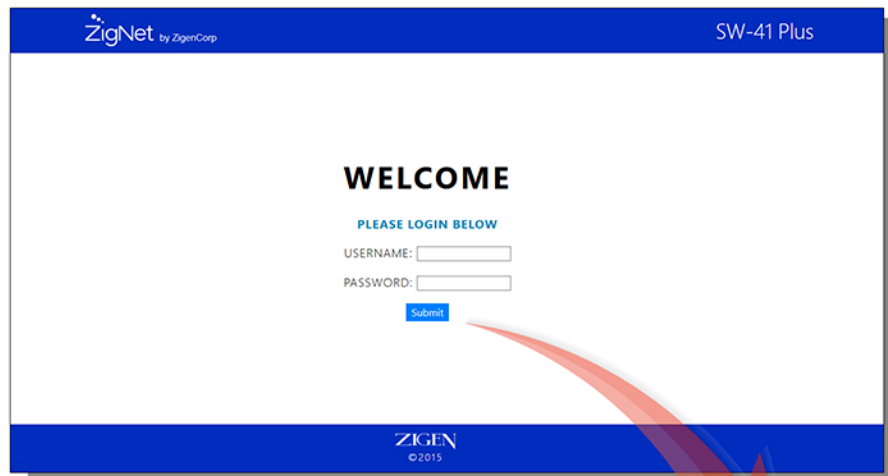 ZigNet by ZigenCorp
SW-41 Plus
WELCOME
PLEASE LOGIN BELOW
USERNAME:
PASSWORD:
Submit
ZIGEN
©2015